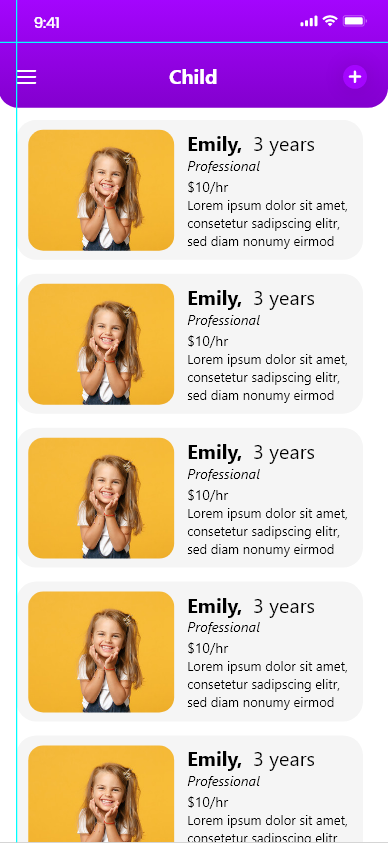 9:41
Child
Emily, 3 years
Professional
$10/hr
Lorem ipsum dolor sit amet,
consetetur sadipscing elitr,
sed diam nonumy eirmod
Emily, 3 years
Professional
$10/hr
Lorem ipsum dolor sit amet,
consetetur sadipscing elitr,
sed diam nonumy eirmod
Emily, 3 years
Professional
$10/hr
Lorem ipsum dolor sit amet,
consetetur sadipscing elitr,
sed diam nonumy eirmod
Emily, 3 years
Professional
$10/hr
Lorem ipsum dolor sit amet,
consetetur sadipscing elitr,
sed diam nonumy eirmod
Emily, 3 years
Professional
$10/hr
Lorem ipsum dolor sit amet,
consetetur sadipscing elitr,